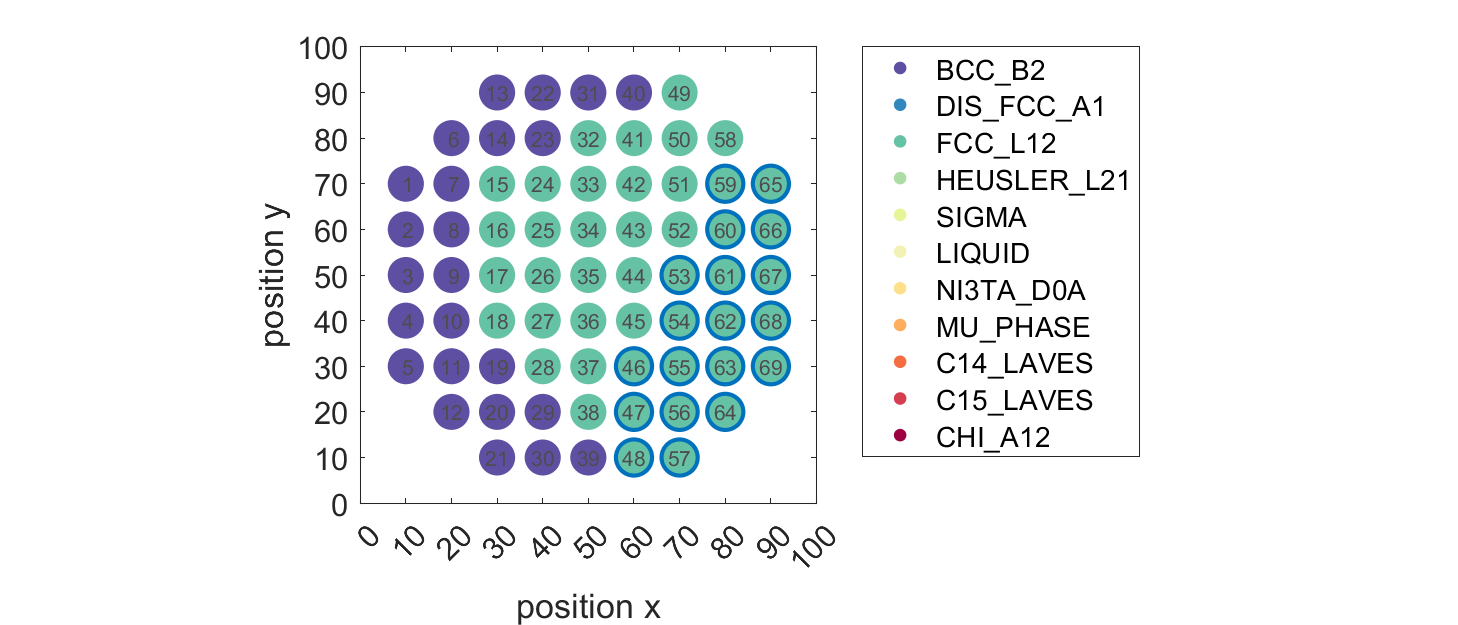 100
90
80
70
60
50
40
30
20
10
0
position y
13 22 31 40 49
6 14 23 32 41 50 58
1 7 15 24 33 42 51 59 65
2 8 16 25 34 43 52 60 66
3 9 17 26 35 44 53 61 67
4 10 18 27 36 45 54 62 68
5 11 19 28 37 46 55 63 69
12 20 29 38 47 56 64
21 30 39 48 57
0 10 20 30 40 50 60 70 80 90 100
position x
BCC_B2
DIS_FCC_A1
FCC_L12
HEUSLER_L21
SIGMA
LIQUID
NI3TA_D0A
MU_PHASE
C14_LAVES
C15_LAVES
CHI_A12